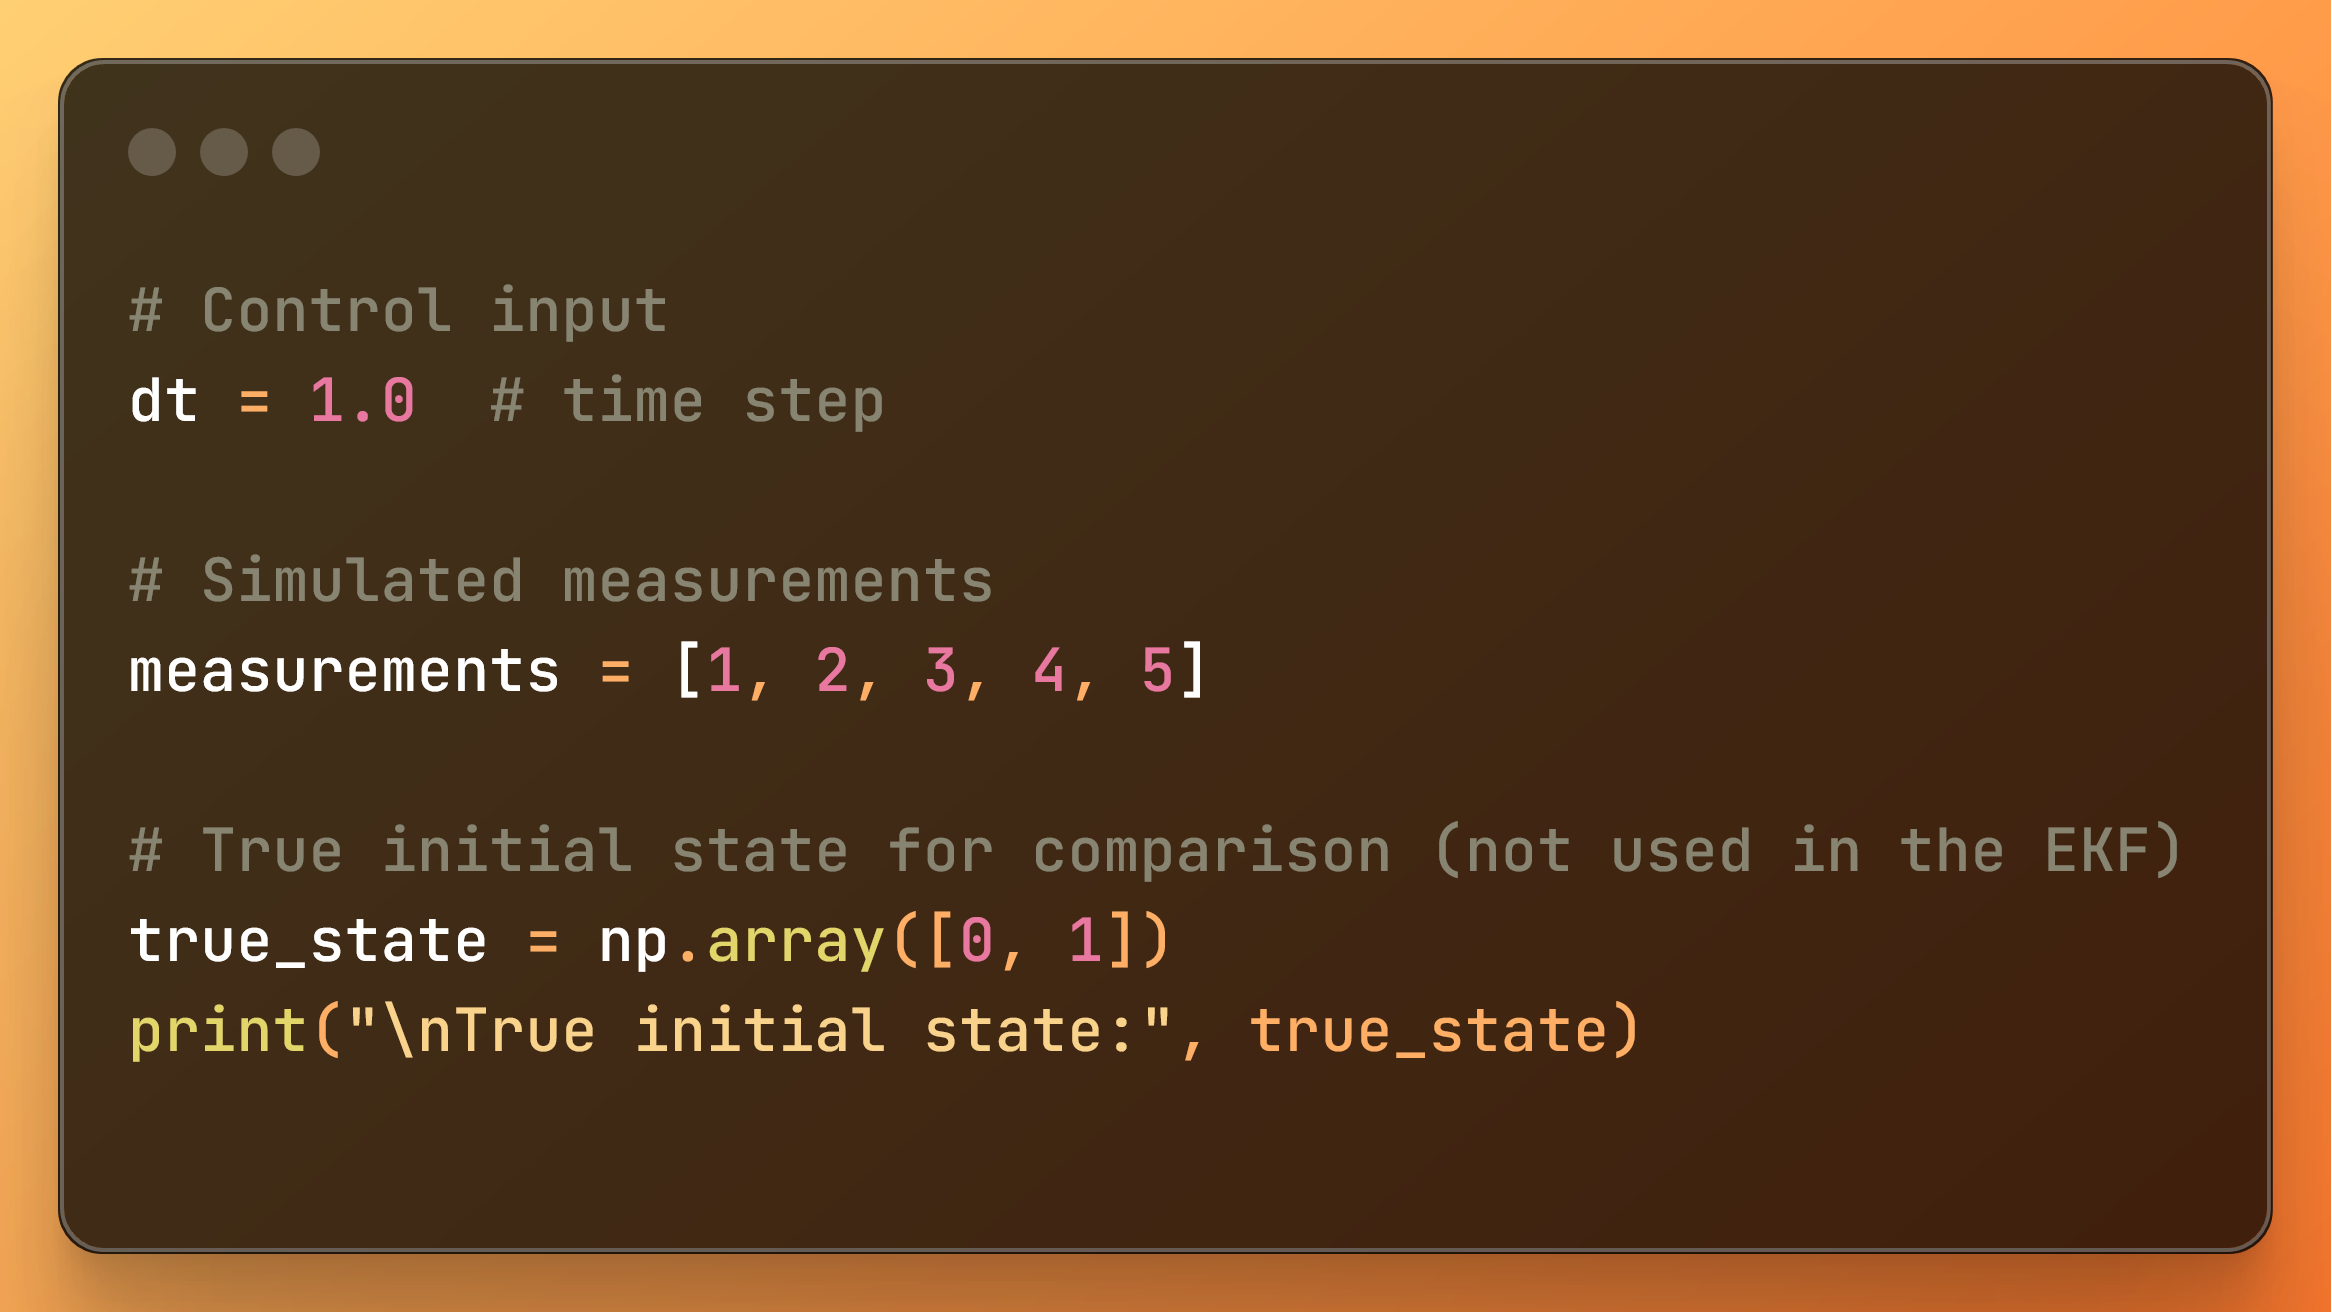 # Control input
dt = 1.0  # time step
# Simulated measurements
measurements = [1, 2, 3, 4, 5]
# True initial state for comparison (not used in the EKF)
true_state = np.array([0, 1])
print("\nTrue initial state:", true_state)